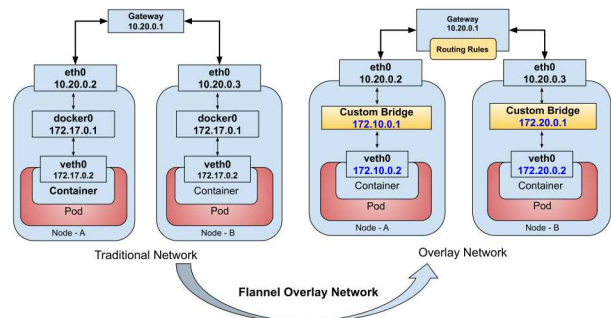 Gateway
10.20.0.1
eth0
10.20.0.2
docker0
172.17.0.1
veth0
172.17.0.2
Container
Pod
Node - A
eth0
10.20.0.3
docker0
172.17.0.1
veth0
172.17.0.2
Container
Pod
Node - B
Traditional Network
Gateway
10.20.0.1
Routing Rules
eth0
10.20.0.2
Custom Bridge
172.10.0.1
veth0
172.10.0.2
Container
Pod
Node - A
eth0
10.20.0.3
Custom Bridge
172.20.0.1
veth0
172.20.0.2
Container
Pod
Node - B
Overlay Network
Flannel Overlay Network